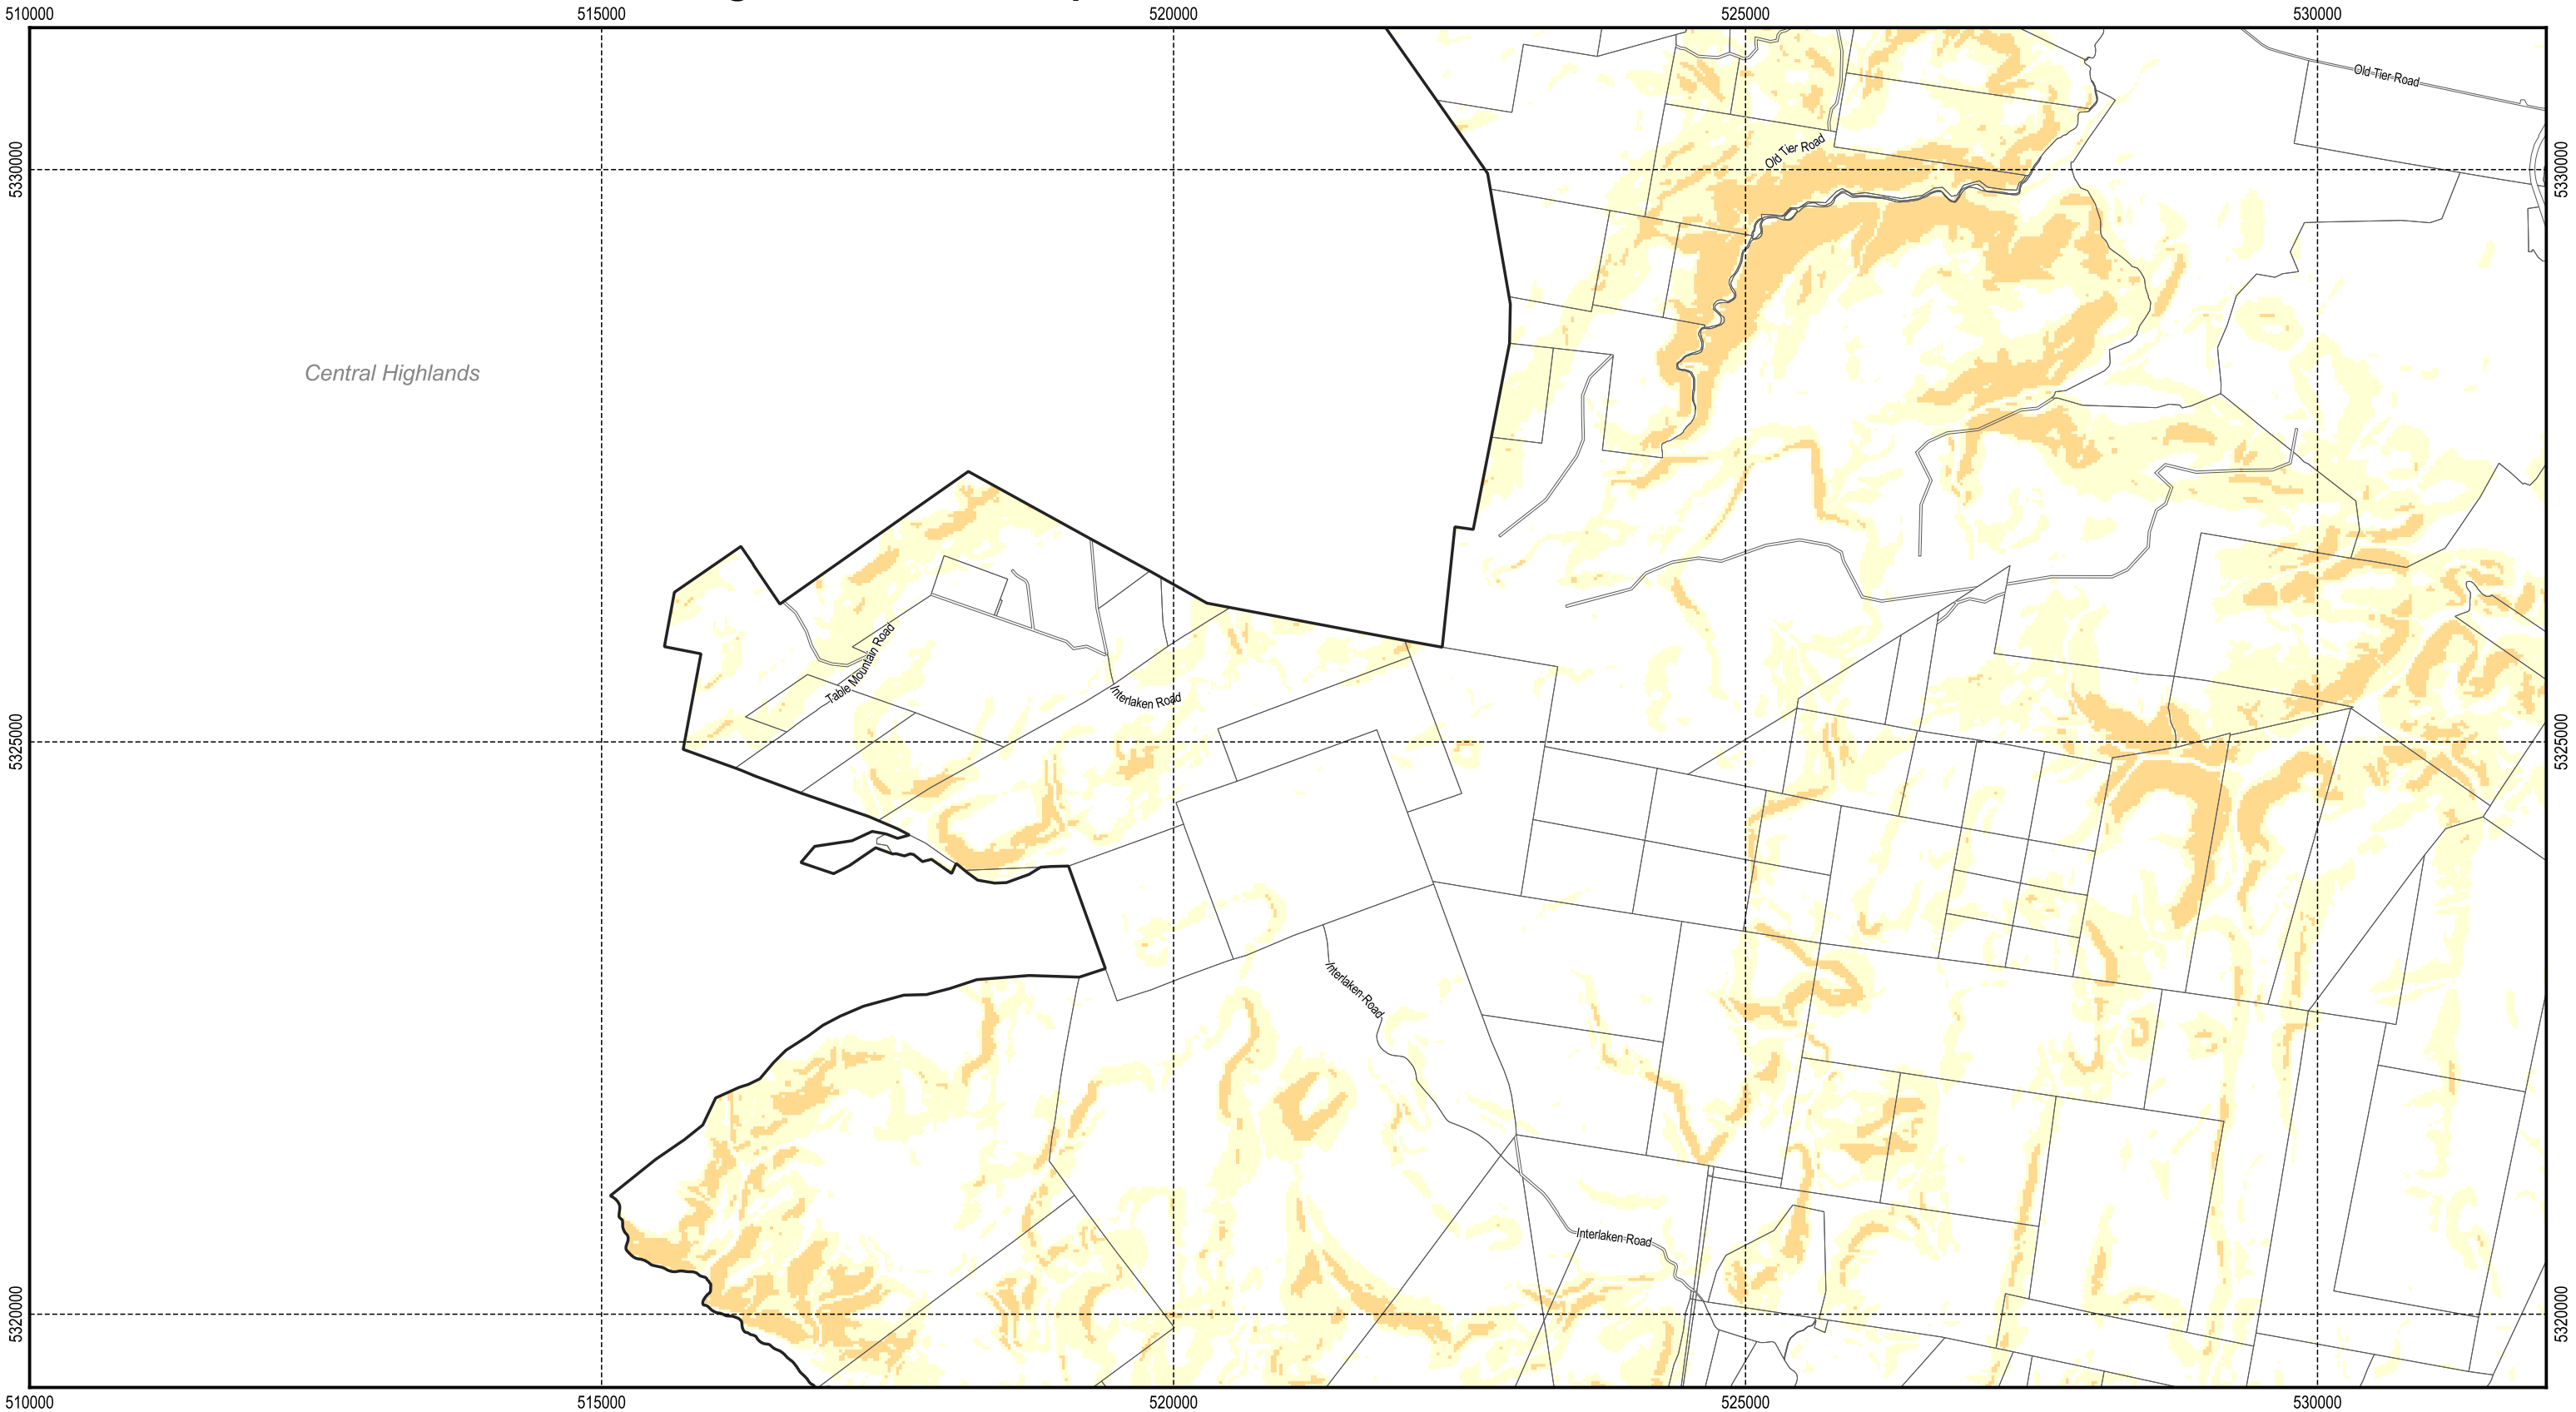 510000 515000 520000 525000 530000
Old Tier Road
Old Tier Road
5330000 5330000
Central Highlands
Table Mountain Road
Interlaken Road
5325000 5325000
Interlaken Road
Interlaken Road
5320000 5320000
510000 515000 520000 525000 530000